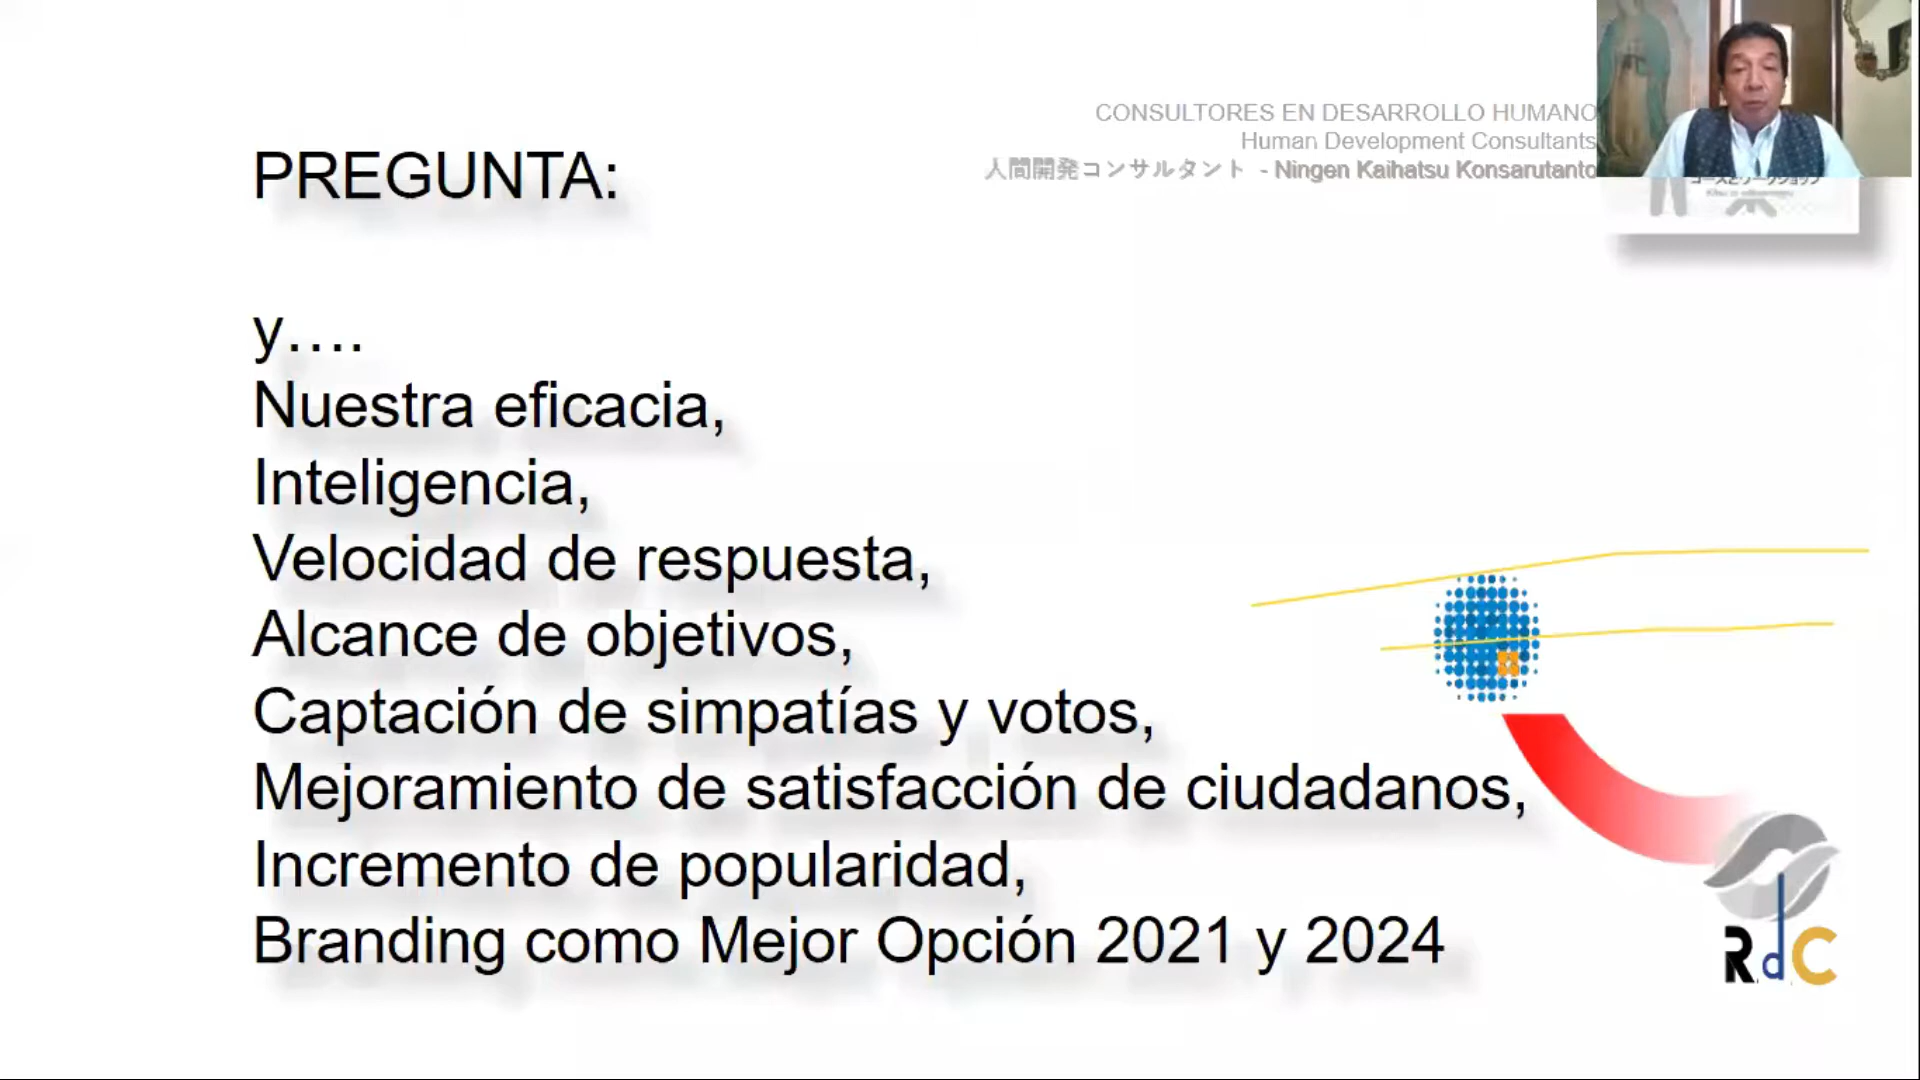 CONSULTORES EN DESARROLLO HUMANO
Human Development Consultants
人間開発コンサルタント - Ningen Kaihatsu Konsarutanto
PREGUNTA:
y....
Nuestra eficacia,
Inteligencia,
Velocidad de respuesta,
Alcance de objetivos,
Captación de simpatías y votos,
Mejoramiento de satisfacción de ciudadanos,
Incremento de popularidad,
Branding como Mejor Opción 2021 y 2024
R.d.C